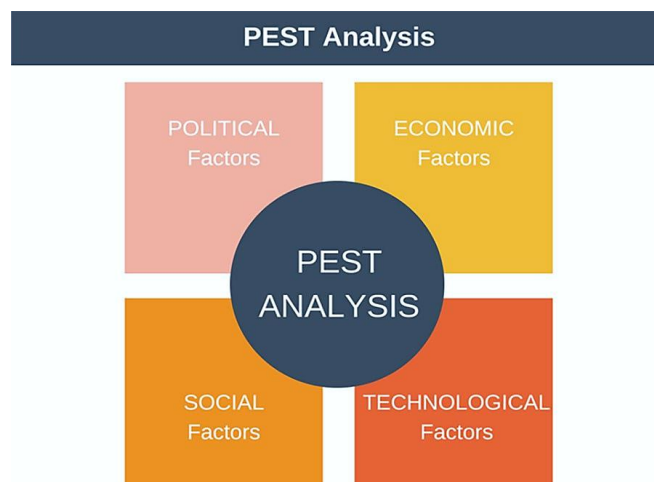 PEST Analysis
POLITICAL
Factors
ECONOMIC
Factors
PEST
ANALYSIS
SOCIAL
Factors
TECHNOLOGICAL
Factors